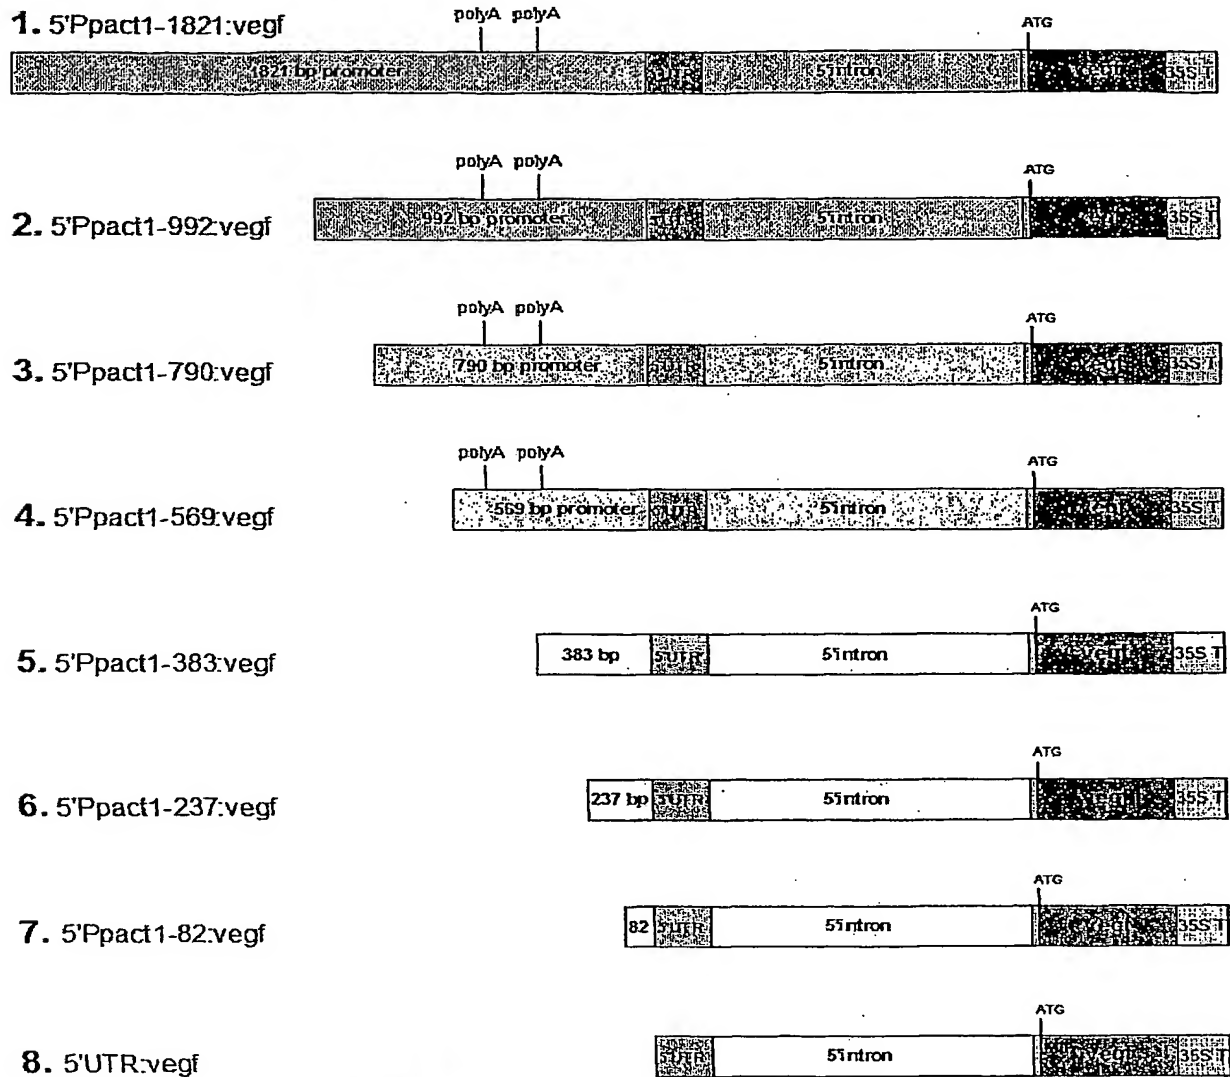 1. 5'Ppact1-1821:vegf
polyA polyA
ATG
1821 bp promoter 5'UTR 5'intron 35S T
polyA polyA
ATG
2. 5'Ppact1-992:vegf 992 bp promoter 5'UTR 5'intron 35S T
polyA polyA
ATG
3. 5'Ppact1-790:vegf 790 bp promoter 5'UTR 5'intron 35S T
polyA polyA
ATG
4. 5'Ppact1-569:vegf 569 bp promoter 5'UTR 5'intron 35S T
ATG
5. 5'Ppact1-383:vegf 383 bp 5'UTR 5'intron 35S T
ATG
6. 5'Ppact1-237:vegf 237 bp 5'UTR 5'intron 35S T
ATG
7. 5'Ppact1-82:vegf 82 5'UTR 5'intron 35S T
ATG
8. 5'UTR:vegf 5'UTR 5'intron 35S T